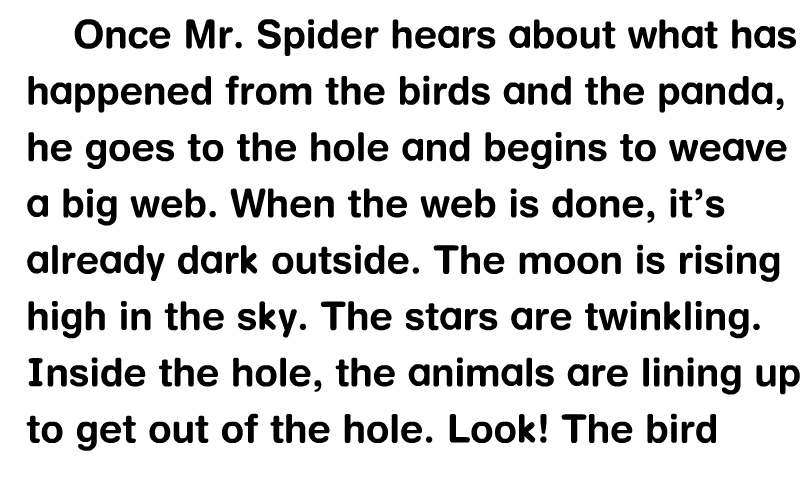 Once Mr. Spider hears about what has
happened from the birds and the panda,
he goes to the hole and begins to weave
a big web. When the web is done, it’s
already dark outside. The moon is rising
high in the sky. The stars are twinkling.
Inside the hole, the animals are lining up
to get out of the hole. Look! The bird